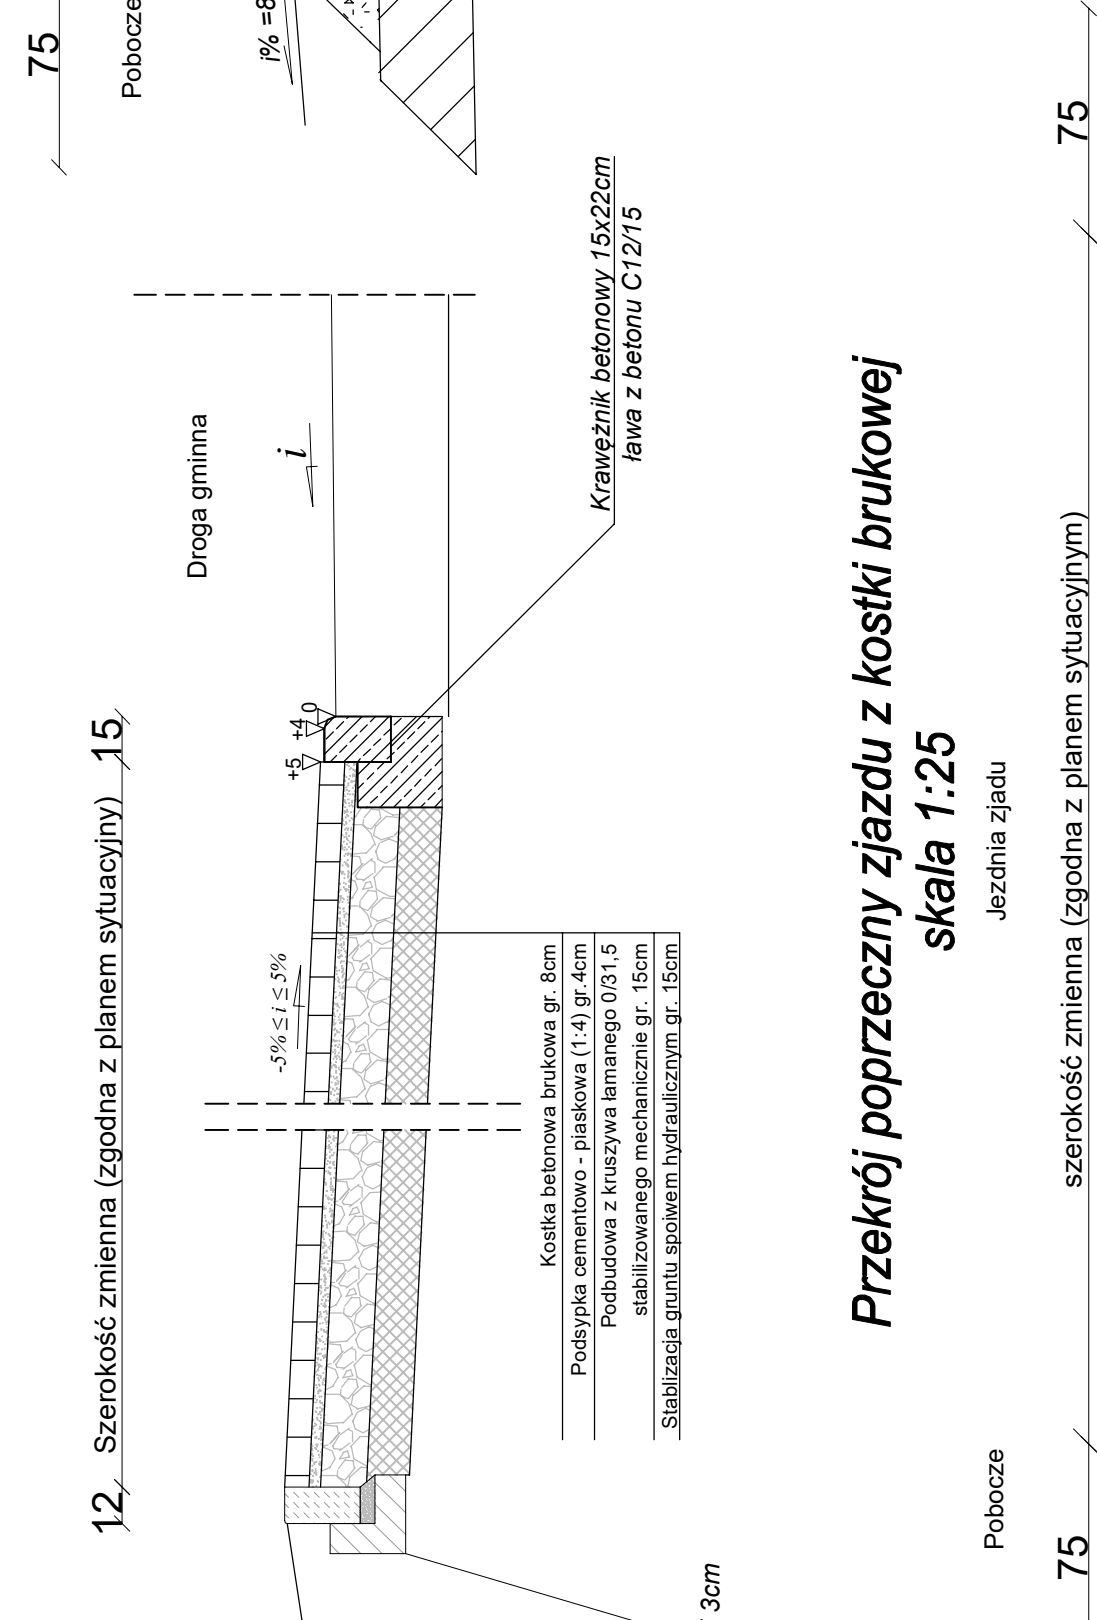 75
Pobocze
i% =8
Droga gminna
i
Krawężnik betonowy 15x22cm
ława z betonu C12/15
12
Szerokość zmienna (zgodna z planem sytuacyjny)
15
+5
+4
0
-5% ≤ i ≤ 5%
Kostka betonowa brukowa gr. 8cm
Podsypka cementowo - piaskowa (1:4) gr.4cm
Podbudowa z kruszywa łamanego 0/31,5
stabilizowanego mechanicznie gr. 15cm
Stablizacja gruntu spoiwem hydraulicznym gr. 15cm
3cm
Przekrój poprzeczny zjazdu z kostki brukowej
skala 1:25
Pobocze
Jezdnia zjadu
75
szerokość zmienna (zgodna z planem sytuacyjnym)
75